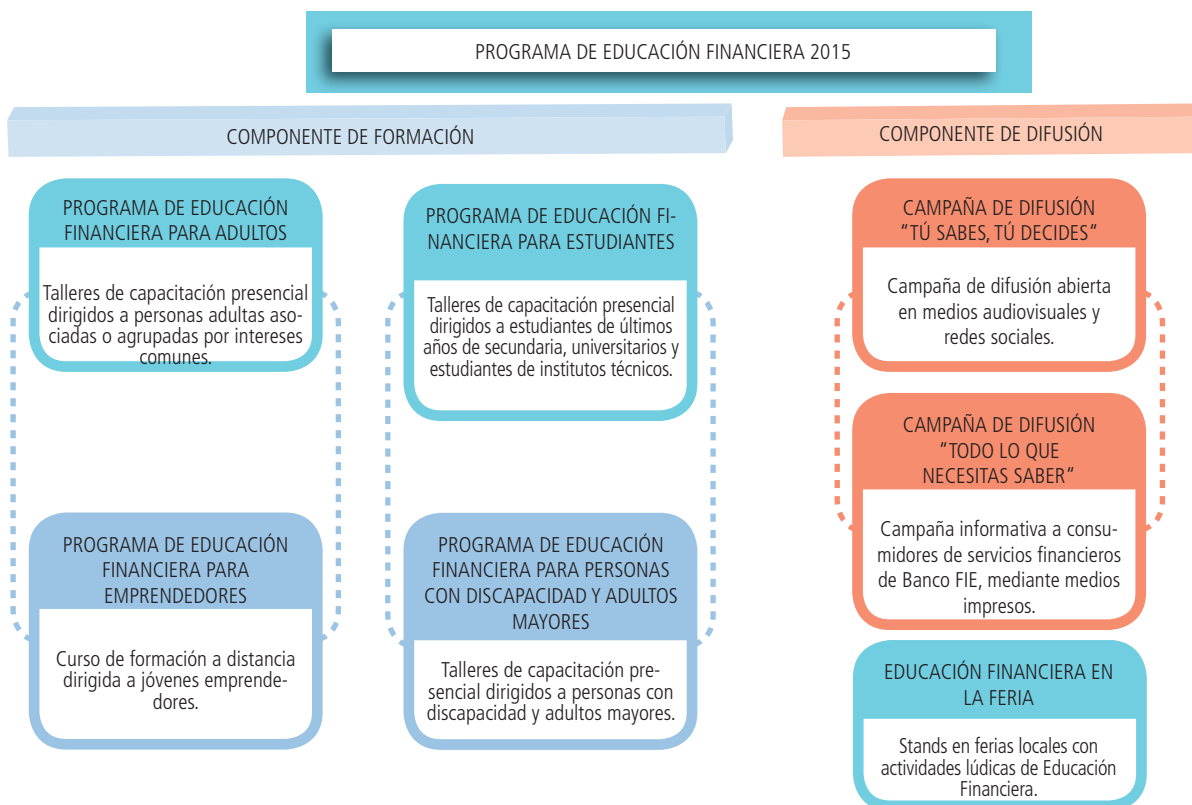 PROGRAMA DE EDUCACIÓN FINANCIERA 2015
COMPONENTE DE FORMACIÓN
PROGRAMA DE EDUCACIÓN
FINANCIERA PARA ADULTOS
Talleres de capacitación presencial
dirigidos a personas adultas aso-
ciadas o agrupadas por intereses
comunes.
PROGRAMA DE EDUCACIÓN FI-
NANCIERA PARA ESTUDIANTES
Talleres de capacitación presencial
dirigidos a estudiantes de últimos
años de secundaria, universitarios y
estudiantes de institutos técnicos.
PROGRAMA DE EDUCACIÓN
FINANCIERA PARA
EMPRENDEDORES
Curso de formación a distancia
dirigida a jóvenes emprende-
dores.
PROGRAMA DE EDUCACIÓN
FINANCIERA PARA PERSONAS
CON DISCAPACIDAD Y ADULTOS
MAYORES
Talleres de capacitación pre-
sencial dirigidos a personas con
discapacidad y adultos mayores.
COMPONENTE DE DIFUSIÓN
CAMPAÑA DE DIFUSIÓN
“TÚ SABES, TÚ DECIDES“
Campaña de difusión abierta
en medios audiovisuales y
redes sociales.
CAMPAÑA DE DIFUSIÓN
“TODO LO QUE
NECESITAS SABER“
Campaña informativa a consu-
midores de servicios financieros
de Banco FIE, mediante medios
impresos.
EDUCACIÓN FINANCIERA EN
LA FERIA
Stands en ferias locales con
actividades lúdicas de Educación
Financiera.